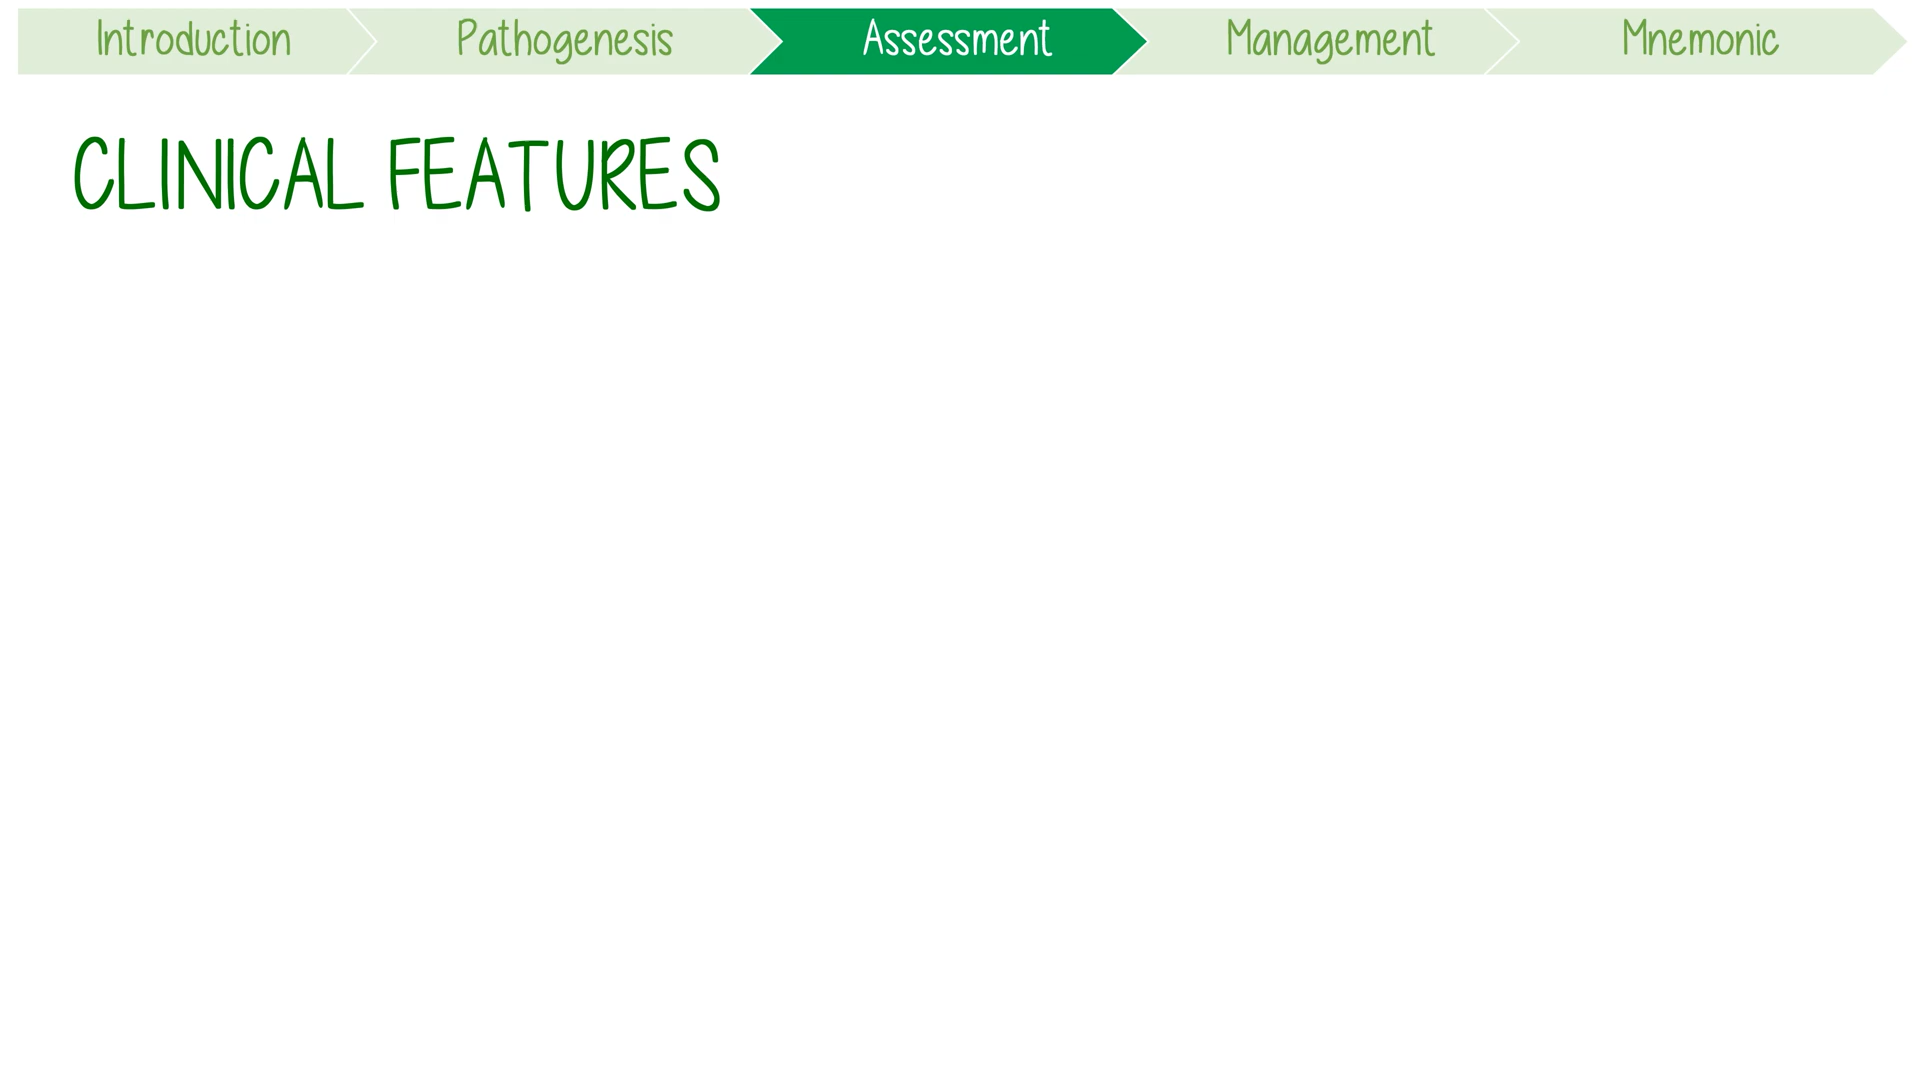 Introduction Pathogenesis Assessment Management Mnemonic
CLINICAL FEATURES